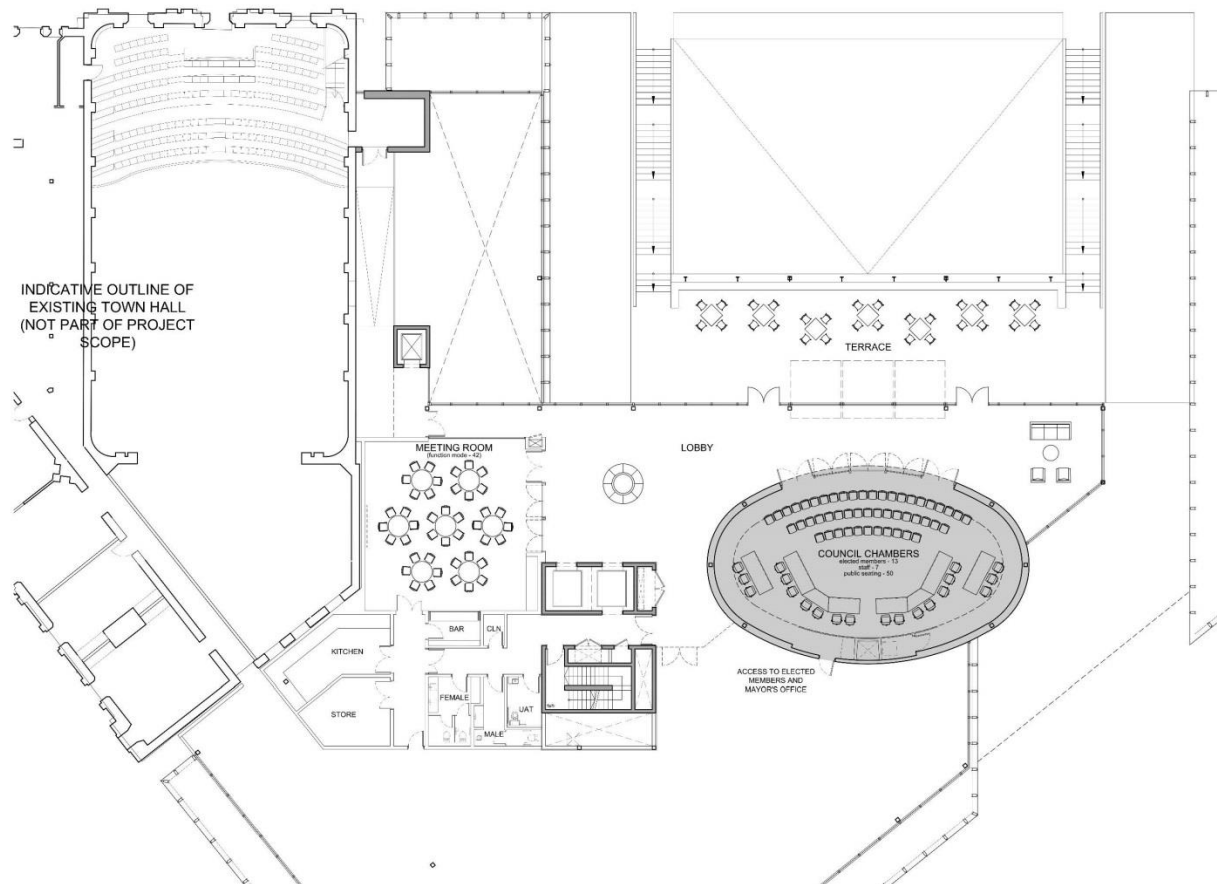 INDICATIVE OUTLINE OF
EXISTING TOWN HALL
(NOT PART OF PROJECT
SCOPE)
TERRACE
MEETING ROOM
(function mode - 42)
LOBBY
COUNCIL CHAMBERS
elected members - 13
staff - 7
public seating - 50
BAR
CLN
KITCHEN
STORE
FEMALE
MALE
UAT
ACCESS TO ELECTED
MEMBERS AND
MAYOR'S OFFICE